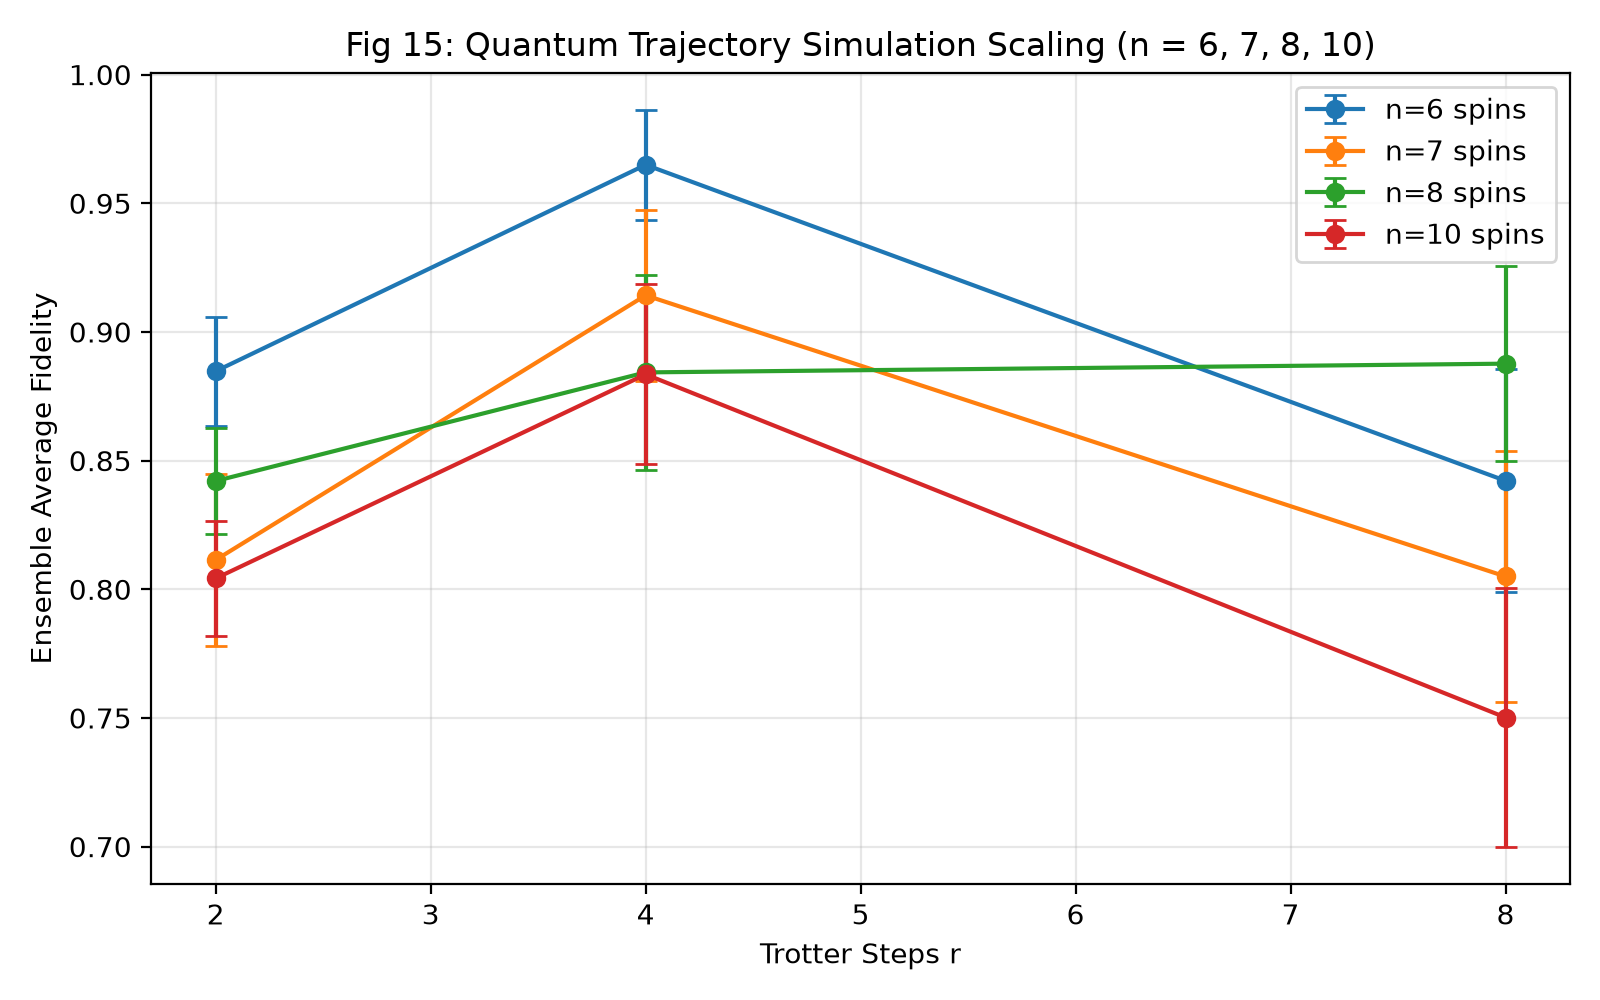 Fig 15: Quantum Trajectory Simulation Scaling (n = 6, 7, 8, 10)
n=6 spins
n=7 spins
n=8 spins
n=10 spins
Ensemble Average Fidelity
1.00
0.95
0.90
0.85
0.80
0.75
0.70
2 3 4 5 6 7 8
Trotter Steps r